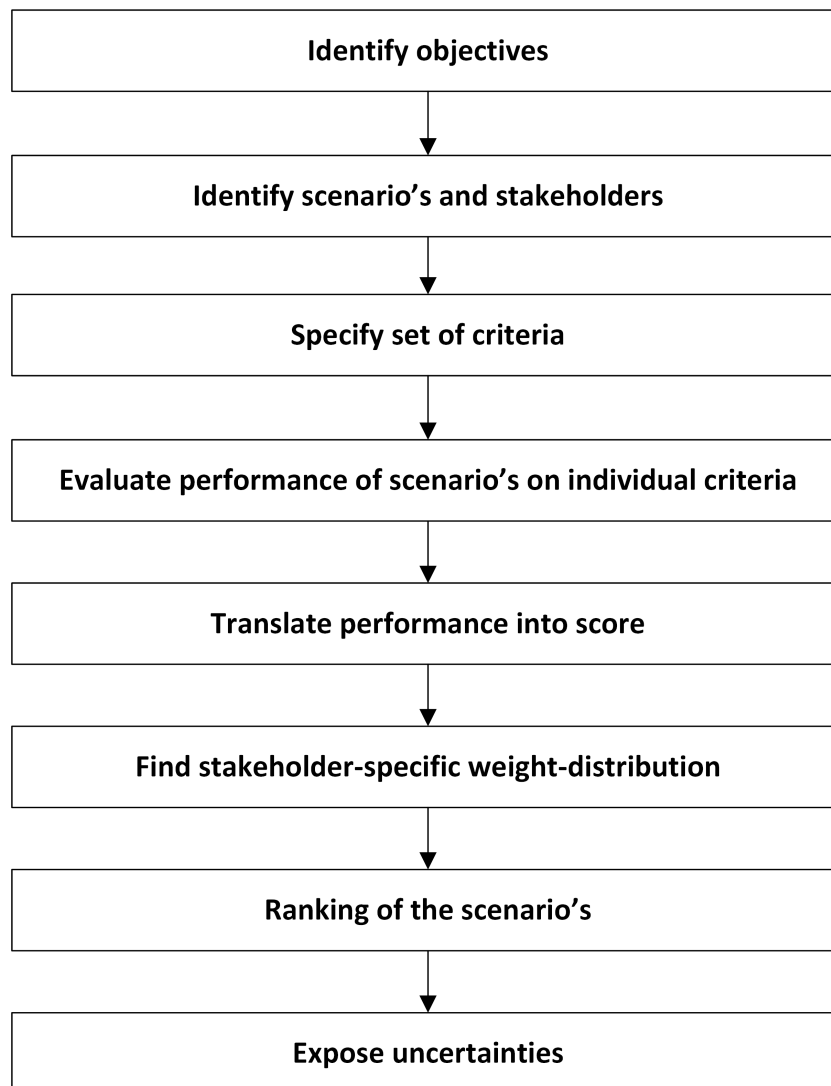 Identify objectives
Identify scenario’s and stakeholders
Specify set of criteria
Evaluate performance of scenario’s on individual criteria
Translate performance into score
Find stakeholder-specific weight-distribution
Ranking of the scenario’s
Expose uncertainties